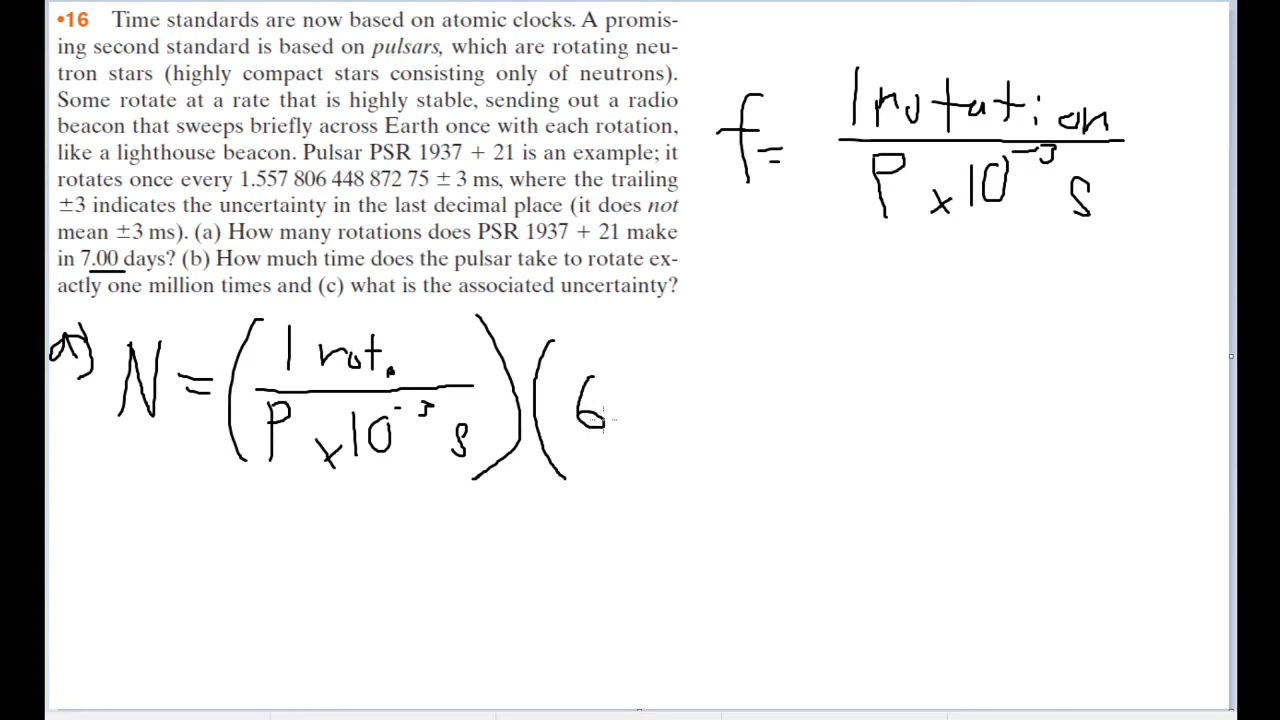 •16 Time standards are now based on atomic clocks. A promis-
ing second standard is based on pulsars, which are rotating neu-
tron stars (highly compact stars consisting only of neutrons).
Some rotate at a rate that is highly stable, sending out a radio
beacon that sweeps briefly across Earth once with each rotation,
like a lighthouse beacon. Pulsar PSR 1937 + 21 is an example; it
rotates once every 1.557 806 448 872 75 ± 3 ms, where the trailing
±3 indicates the uncertainty in the last decimal place (it does not
mean ±3 ms). (a) How many rotations does PSR 1937 + 21 make
in 7.00 days? (b) How much time does the pulsar take to rotate ex-
actly one million times and (c) what is the associated uncertainty?
f = 1 rotation
P x 10⁻³ s
a) N = ( 1 rot. ) ( 6
P x 10⁻³ s